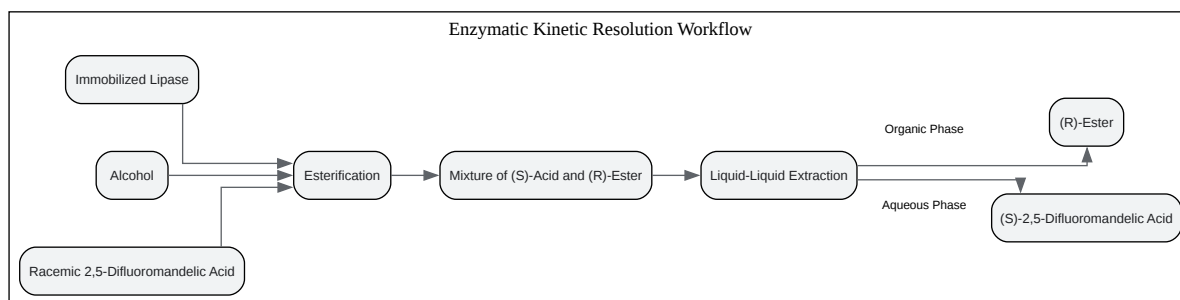 Enzymatic Kinetic Resolution Workflow
Immobilized Lipase
Alcohol
Racemic 2,5-Difluoromandelic Acid
Esterification
Mixture of (S)-Acid and (R)-Ester
Liquid-Liquid Extraction
Organic Phase
Aqueous Phase
(R)-Ester
(S)-2,5-Difluoromandelic Acid